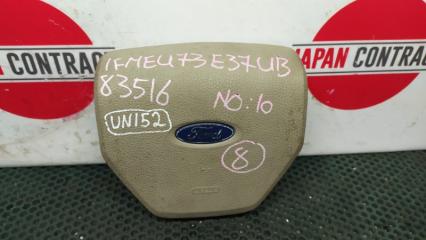 1FMEU73E37UB
83516
NO:10
UN152
Ford
8
JAPAN CONTRAC
CONTRAC